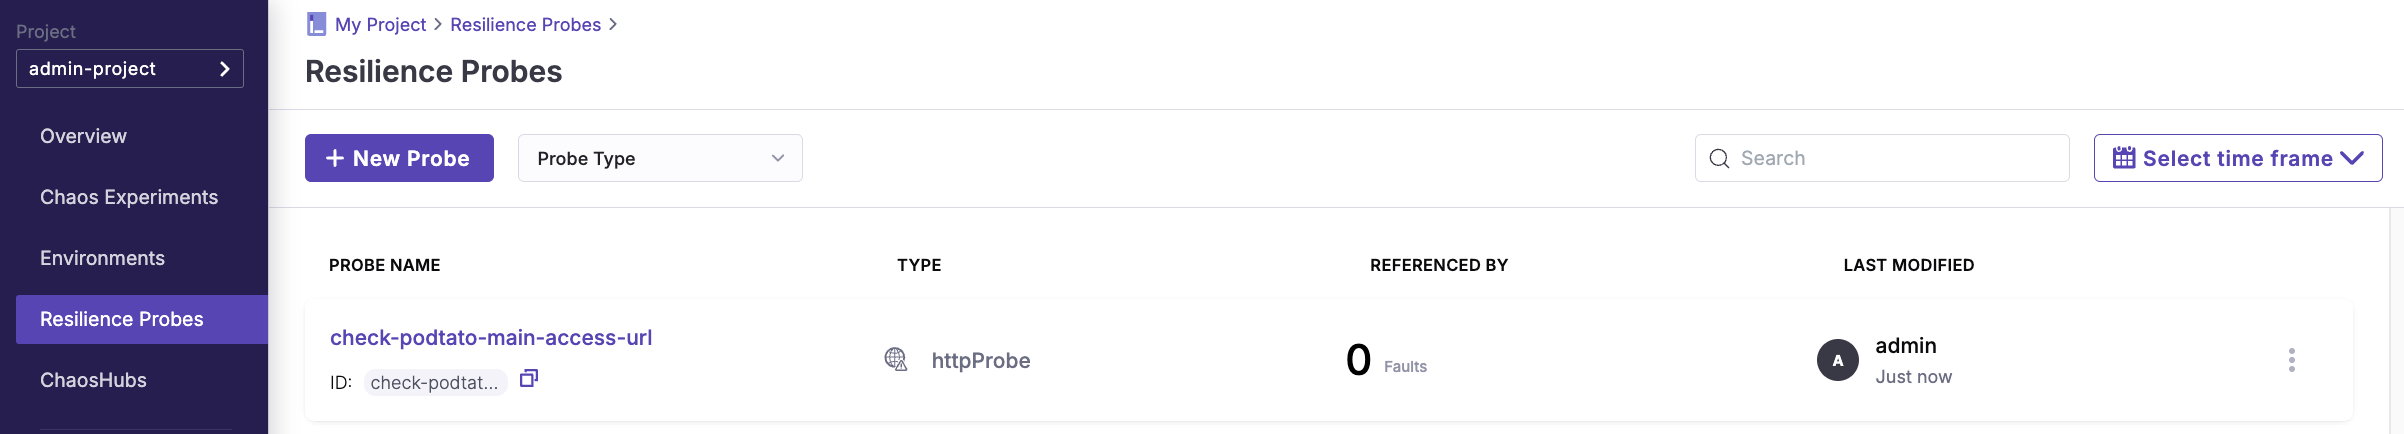 Project
admin-project
Overview
Chaos Experiments
Environments
Resilience Probes
ChaosHubs
My Project > Resilience Probes >
Resilience Probes
+ New Probe
Probe Type
Search
Select time frame
PROBE NAME TYPE REFERENCED BY LAST MODIFIED
check-podtato-main-access-url
ID: check-podtat...
httpProbe
0 Faults
A
admin
Just now